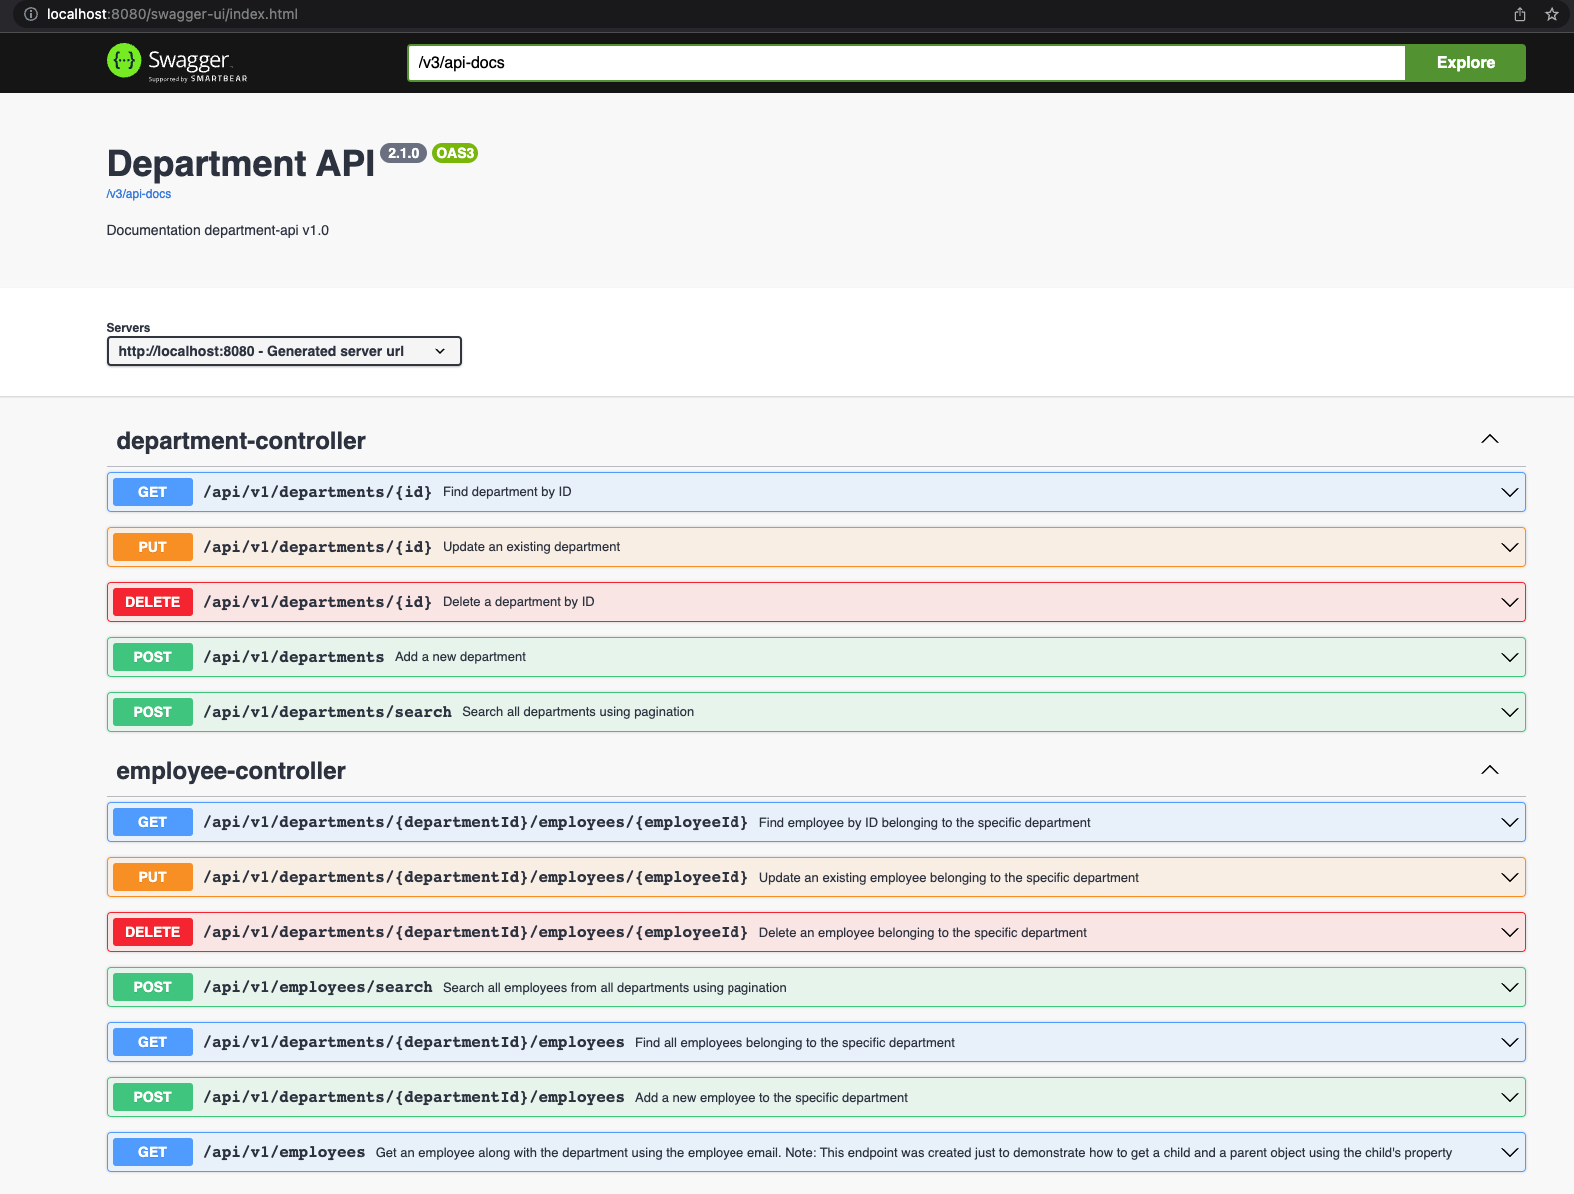 localhost:8080/swagger-ui/index.html
Swagger
Supported by SMARTBEAR
/v3/api-docs
Explore
Department API 2.1.0 OAS3
/v3/api-docs
Documentation department-api v1.0
Servers
http://localhost:8080 - Generated server url
department-controller
GET /api/v1/departments/{id} Find department by ID
PUT /api/v1/departments/{id} Update an existing department
DELETE /api/v1/departments/{id} Delete a department by ID
POST /api/v1/departments Add a new department
POST /api/v1/departments/search Search all departments using pagination
employee-controller
GET /api/v1/departments/{departmentId}/employees/{employeeId} Find employee by ID belonging to the specific department
PUT /api/v1/departments/{departmentId}/employees/{employeeId} Update an existing employee belonging to the specific department
DELETE /api/v1/departments/{departmentId}/employees/{employeeId} Delete an employee belonging to the specific department
POST /api/v1/employees/search Search all employees from all departments using pagination
GET /api/v1/departments/{departmentId}/employees Find all employees belonging to the specific department
POST /api/v1/departments/{departmentId}/employees Add a new employee to the specific department
GET /api/v1/employees Get an employee along with the department using the employee email. Note: This endpoint was created just to demonstrate how to get a child and a parent object using the child's property